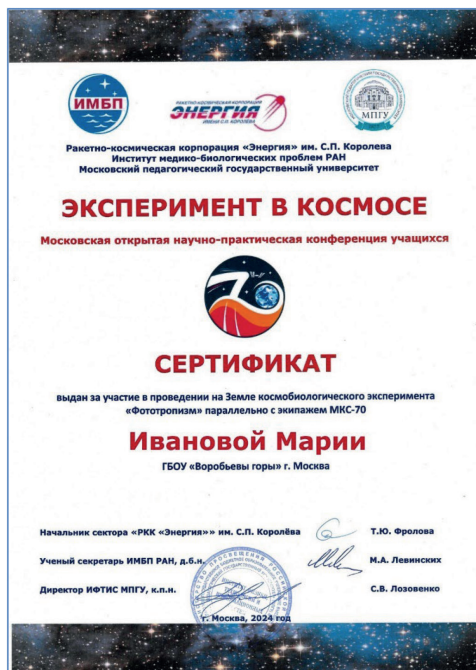 ИМБП
РАКЕТНО-КОСМИЧЕСКАЯ КОРПОРАЦИЯ
ЭНЕРГИЯ
ИМЕНИ С.П. КОРОЛЕВА
МПГУ
Ракетно-космическая корпорация «Энергия» им. С.П. Королева
Институт медико-биологических проблем РАН
Московский педагогический государственный университет
ЭКСПЕРИМЕНТ В КОСМОСЕ
Московская открытая научно-практическая конференция учащихся
70
СЕРТИФИКАТ
выдан за участие в проведении на Земле космобиологического эксперимента
«Фототропизм» параллельно с экипажем МКС-70
Ивановой Марии
ГБОУ «Воробьевы горы» г. Москва
Начальник сектора «РКК «Энергия»» им. С.П. Королёва Т.Ю. Фролова
Ученый секретарь ИМБП РАН, д.б.н. М.А. Левинских
Директор ИФТИС МПГУ, к.п.н. С.В. Лозовенко
г. Москва, 2024 год